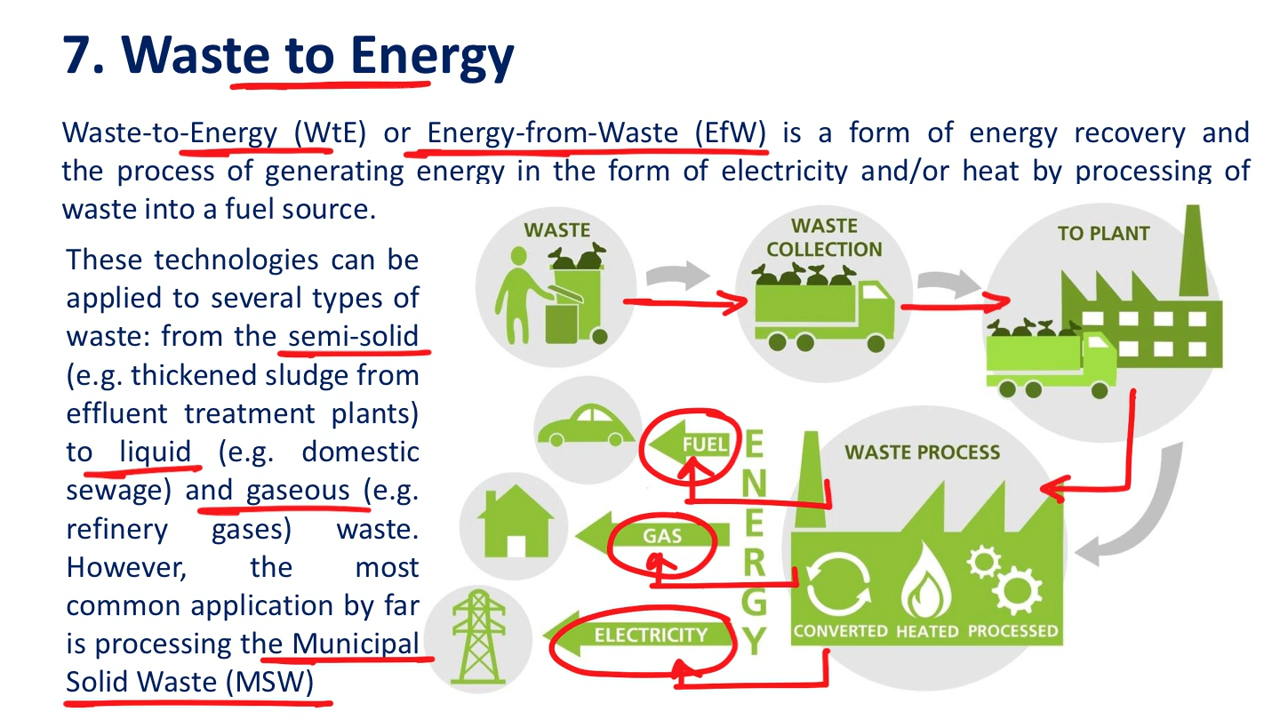 7. Waste to Energy
Waste-to-Energy (WtE) or Energy-from-Waste (EfW) is a form of energy recovery and
the process of generating energy in the form of electricity and/or heat by processing of
waste into a fuel source.
These technologies can be
applied to several types of
waste: from the semi-solid
(e.g. thickened sludge from
effluent treatment plants)
to liquid (e.g. domestic
sewage) and gaseous (e.g.
refinery gases) waste.
However, the most
common application by far
is processing the Municipal
Solid Waste (MSW)
WASTE
WASTE
COLLECTION
TO PLANT
WASTE PROCESS
CONVERTED HEATED PROCESSED
ENERGY
FUEL
GAS
ELECTRICITY